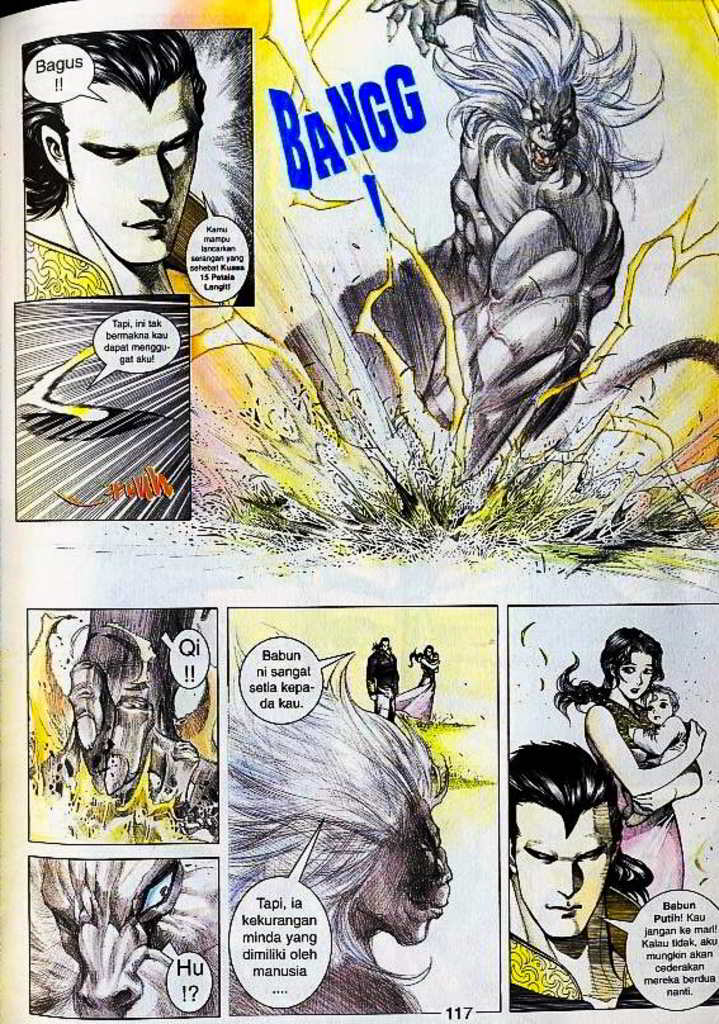 Bagus
!!
BANGG
!
Kamu
mampu
lancarkan
serangan yang
sehebat Kuasa
15 Petala
Langit!
Tapi, ini tak
bermakna kau
dapat menggu-
gat aku!
Qi
!!
Hu
!?
Babun
ni sangat
setia kepa-
da kau.
Tapi, ia
kekurangan
minda yang
dimiliki oleh
manusia
....
Babun
Putih! Kau
jangan ke mari!
Kalau tidak, aku
mungkin akan
cederakan
mereka berdua
nanti.
117